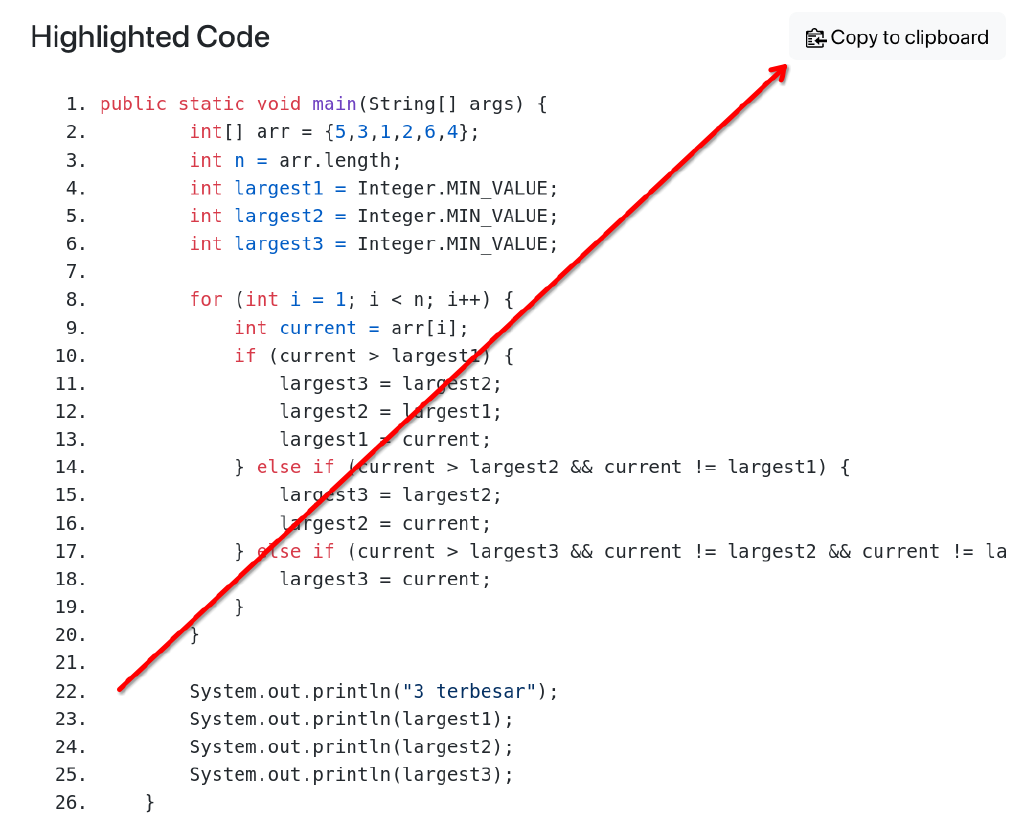 Highlighted Code
Copy to clipboard
1. public static void main(String[] args) {
2. int[] arr = {5,3,1,2,6,4};
3. int n = arr.length;
4. int largest1 = Integer.MIN_VALUE;
5. int largest2 = Integer.MIN_VALUE;
6. int largest3 = Integer.MIN_VALUE;
7.
8. for (int i = 1; i < n; i++) {
9. int current = arr[i];
10. if (current > largest1) {
11. largest3 = largest2;
12. largest2 = largest1;
13. largest1 = current;
14. } else if (current > largest2 && current != largest1) {
15. largest3 = largest2;
16. largest2 = current;
17. } else if (current > largest3 && current != largest2 && current != la
18. largest3 = current;
19. }
20. }
21.
22. System.out.println("3 terbesar");
23. System.out.println(largest1);
24. System.out.println(largest2);
25. System.out.println(largest3);
26. }